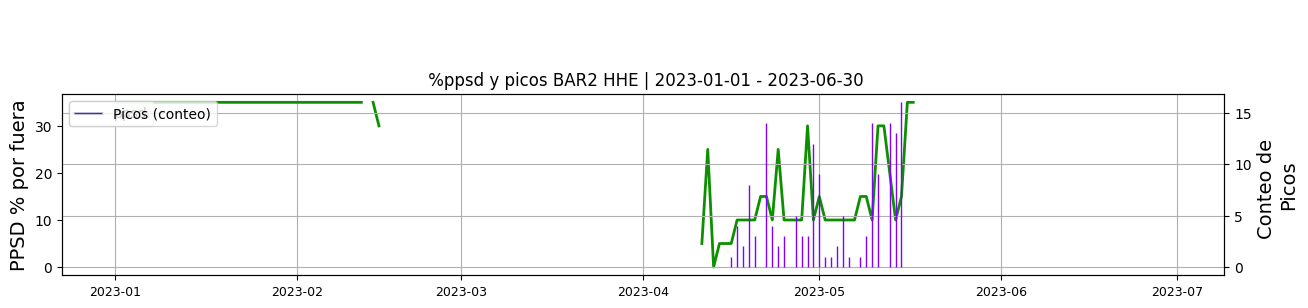 %ppsd y picos BAR2 HHE | 2023-01-01 - 2023-06-30
PPSD % por fuera
30
20
10
0
Picos (conteo)
15
10
5
0
Conteo de
Picos
2023-01 2023-02 2023-03 2023-04 2023-05 2023-06 2023-07